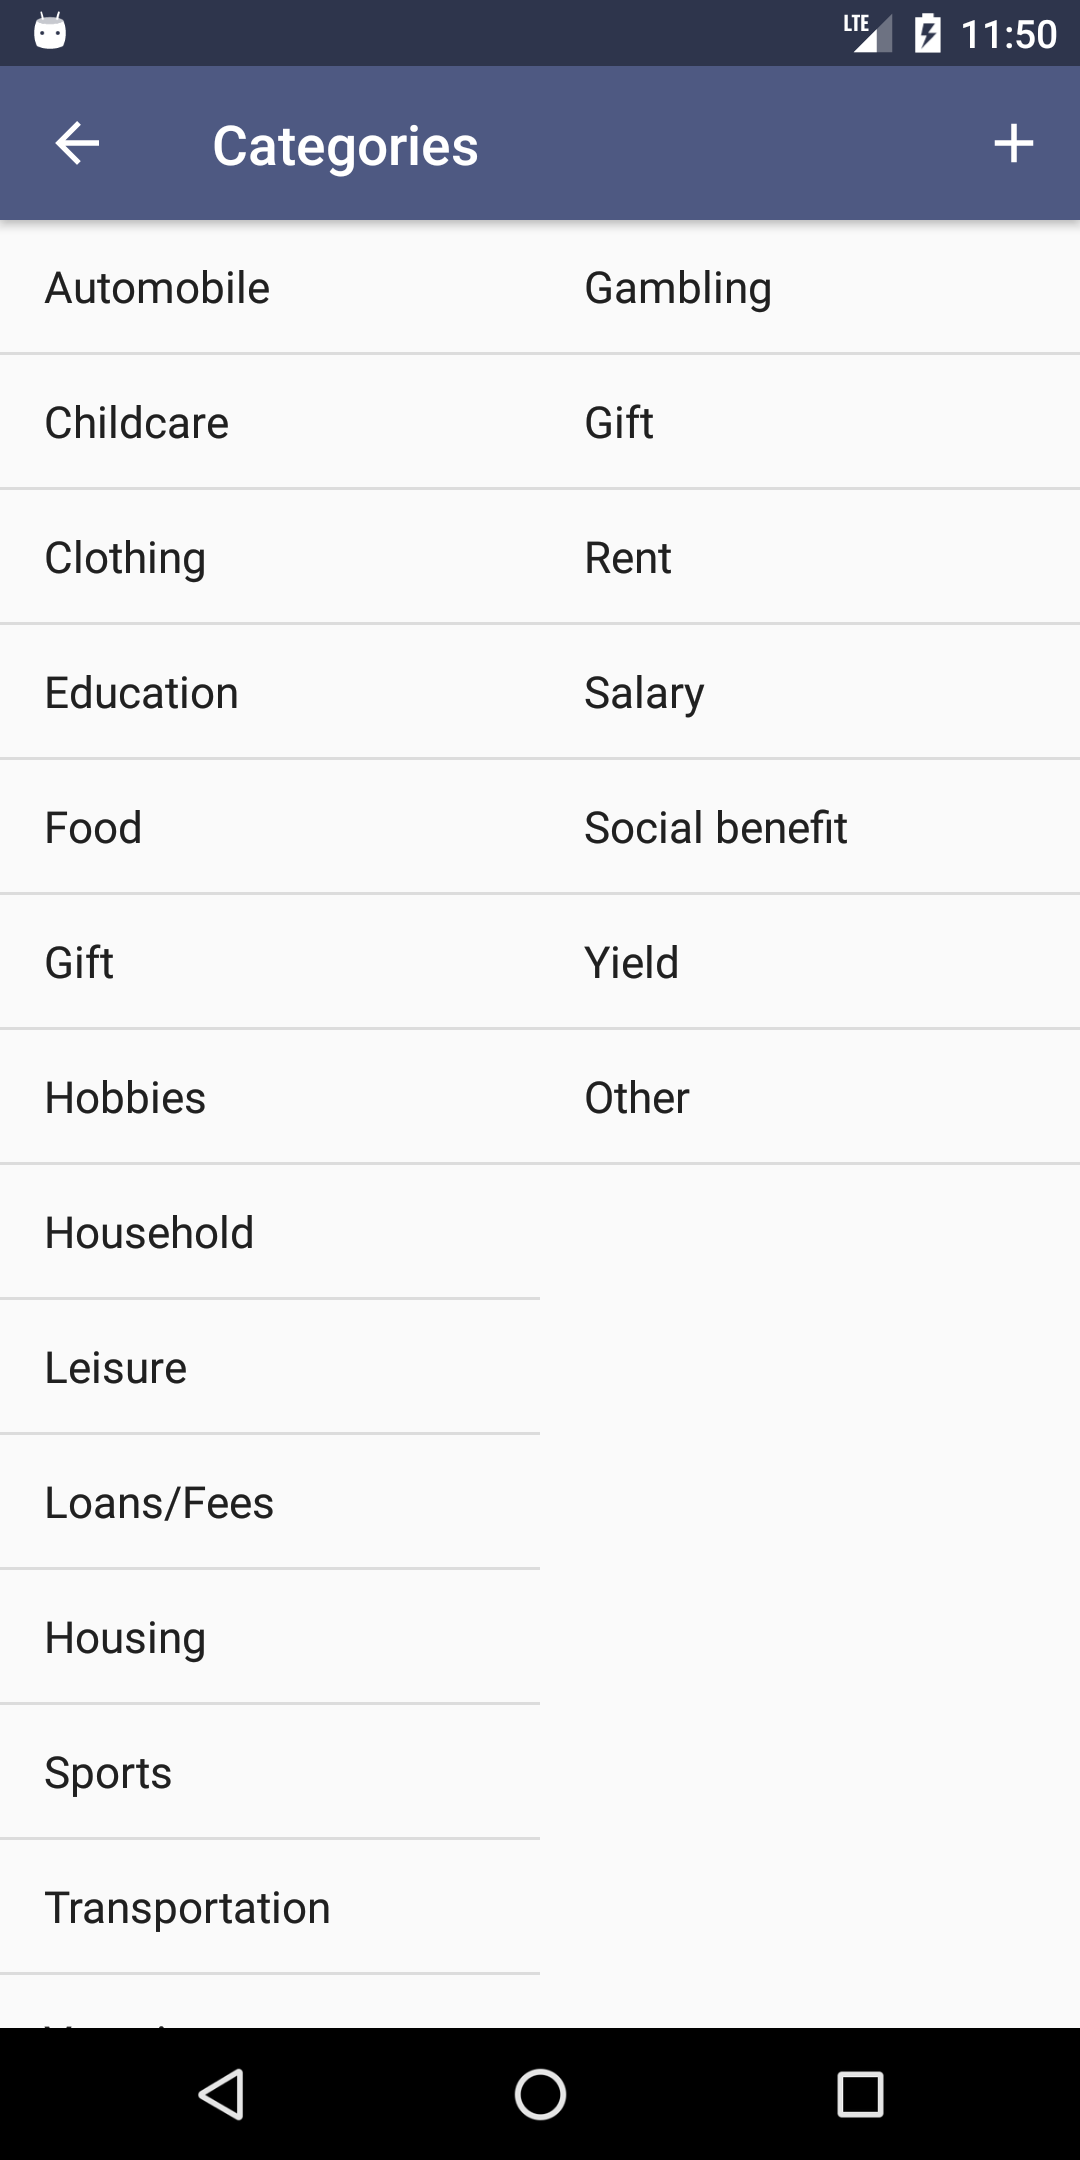 LTE 11:50
Categories
Automobile
Gambling
Childcare
Gift
Clothing
Rent
Education
Salary
Food
Social benefit
Gift
Yield
Hobbies
Other
Household
Leisure
Loans/Fees
Housing
Sports
Transportation